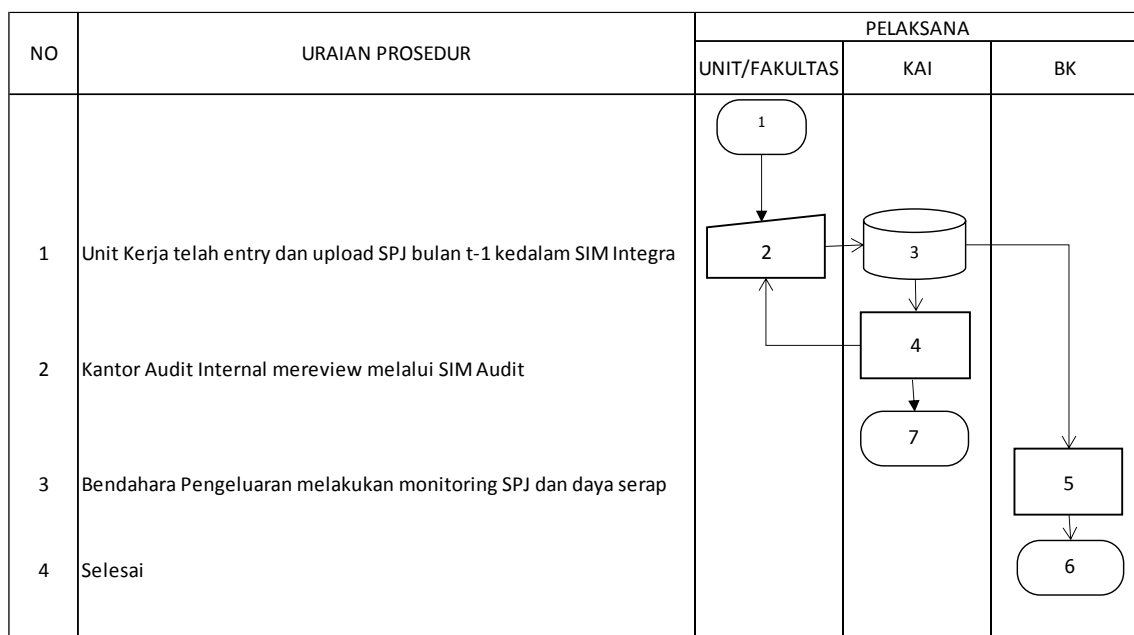 PELAKSANA
NO URAIAN PROSEDUR
UNIT/FAKULTAS KAI BK
1
1 Unit Kerja telah entry dan upload SPJ bulan t-1 kedalam SIM Integra 2 3
4
2 Kantor Audit Internal mereview melalui SIM Audit
7
3 Bendahara Pengeluaran melakukan monitoring SPJ dan daya serap 5
4 Selesai 6